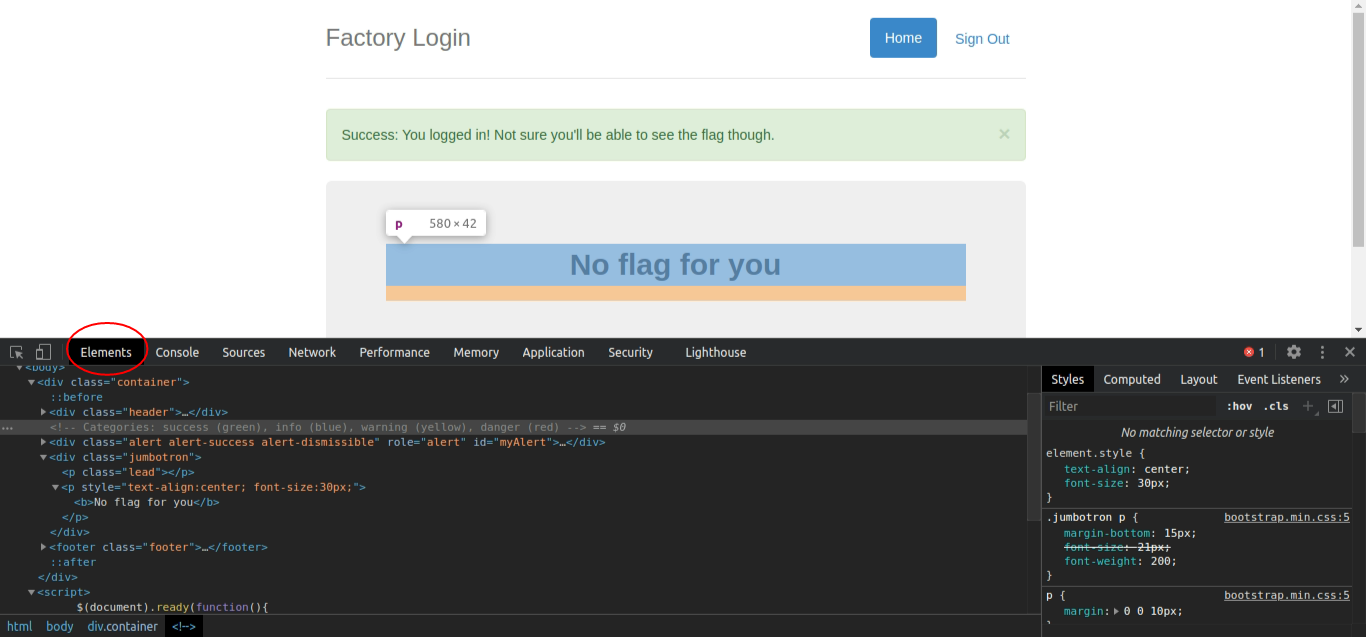 Factory Login
Home
Sign Out
Success: You logged in! Not sure you'll be able to see the flag though.
×
p 580 × 42
No flag for you
Elements Console Sources Network Performance Memory Application Security Lighthouse
1
<body>
<div class="container">
::before
<div class="header">…</div>
<!-- Categories: success (green), info (blue), warning (yellow), danger (red) --> == $0
<div class="alert alert-success alert-dismissible" role="alert" id="myAlert">…</div>
<div class="jumbotron">
<p class="lead"></p>
<p style="text-align:center; font-size:30px;">
<b>No flag for you</b>
</p>
</div>
<footer class="footer">…</footer>
::after
</div>
<script>
$(document).ready(function(){
html body div.container <!-->
Styles Computed Layout Event Listeners »
Filter :hov .cls +
No matching selector or style
element.style {
text-align: center;
font-size: 30px;
}
.jumbotron p { bootstrap.min.css:5
margin-bottom: 15px;
font-size: 21px;
font-weight: 200;
}
p { bootstrap.min.css:5
margin: 0 0 10px;
}